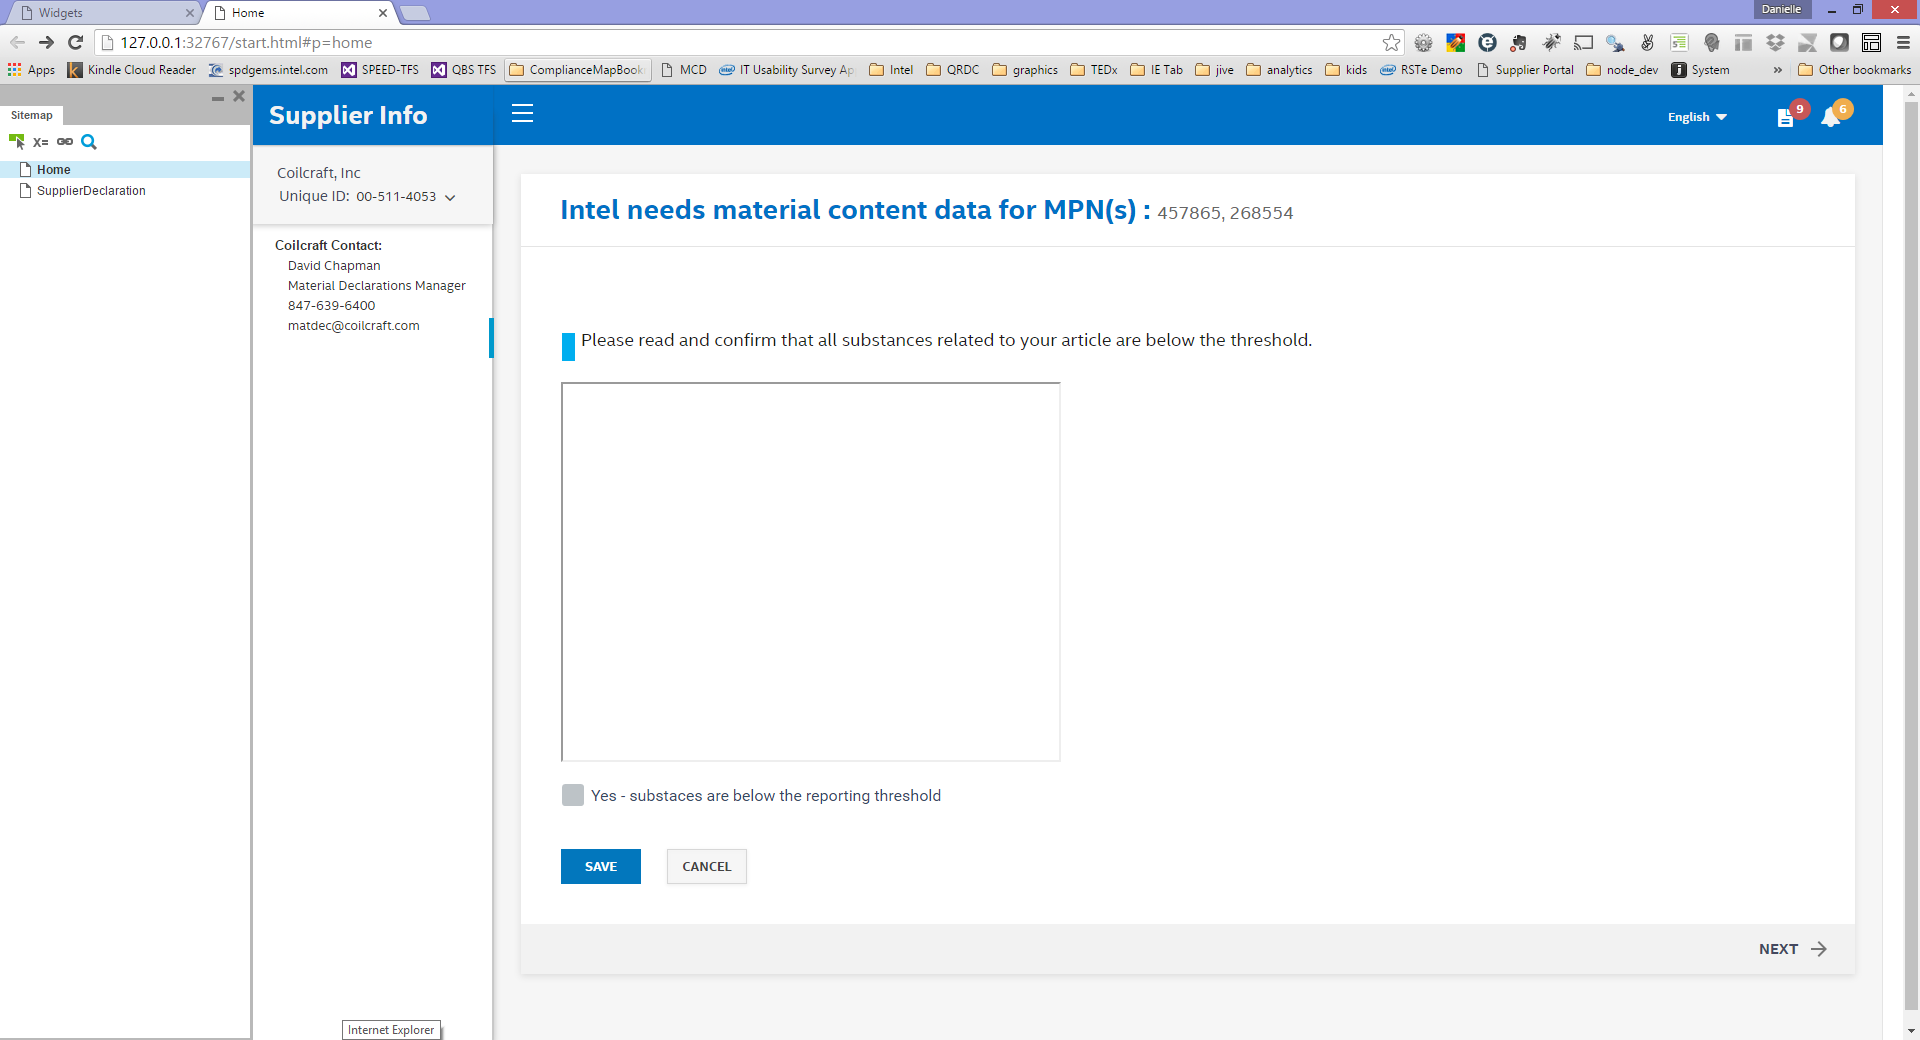 Widgets
Home
Danielle
127.0.0.1:32767/start.html#p=home
Apps
Kindle Cloud Reader
spdgems.intel.com
SPEED-TFS
QBS TFS
ComplianceMapBook
MCD
IT Usability Survey Ap
Intel
QRDC
graphics
TEDx
IE Tab
jive
analytics
kids
RSTe Demo
Supplier Portal
node_dev
System
»
Other bookmarks
Sitemap
X=
Home
SupplierDeclaration
Supplier Info
English
9
6
Coilcraft, Inc
Unique ID: 00-511-4053
Coilcraft Contact:
David Chapman
Material Declarations Manager
847-639-6400
matdec@coilcraft.com
Intel needs material content data for MPN(s) : 457865, 268554
Please read and confirm that all substances related to your article are below the threshold.
Yes - substaces are below the reporting threshold
SAVE
CANCEL
NEXT
Internet Explorer